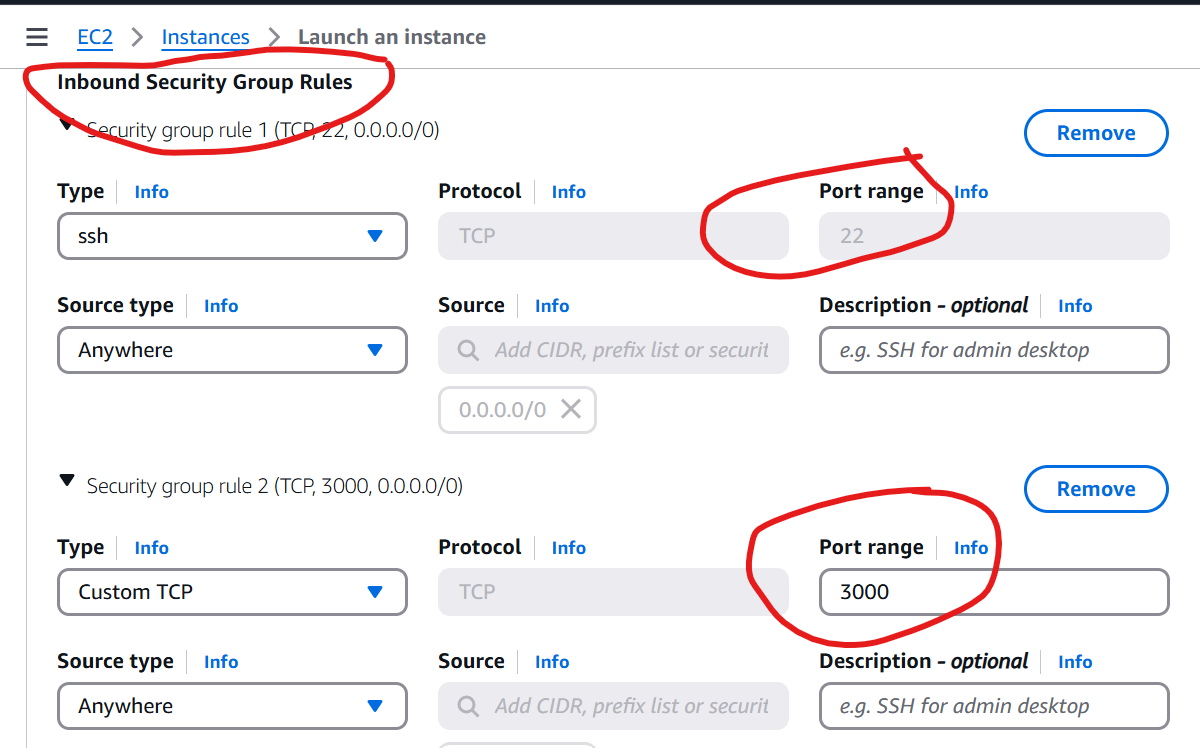 EC2 > Instances > Launch an instance
Inbound Security Group Rules
Security group rule 1 (TCP, 22, 0.0.0.0/0)
Remove
Type Info Protocol Info Port range Info
ssh TCP 22
Source type Info Source Info Description – optional Info
Anywhere Add CIDR, prefix list or securit e.g. SSH for admin desktop
0.0.0.0/0
Security group rule 2 (TCP, 3000, 0.0.0.0/0)
Remove
Type Info Protocol Info Port range Info
Custom TCP TCP 3000
Source type Info Source Info Description – optional Info
Anywhere Add CIDR, prefix list or securit e.g. SSH for admin desktop